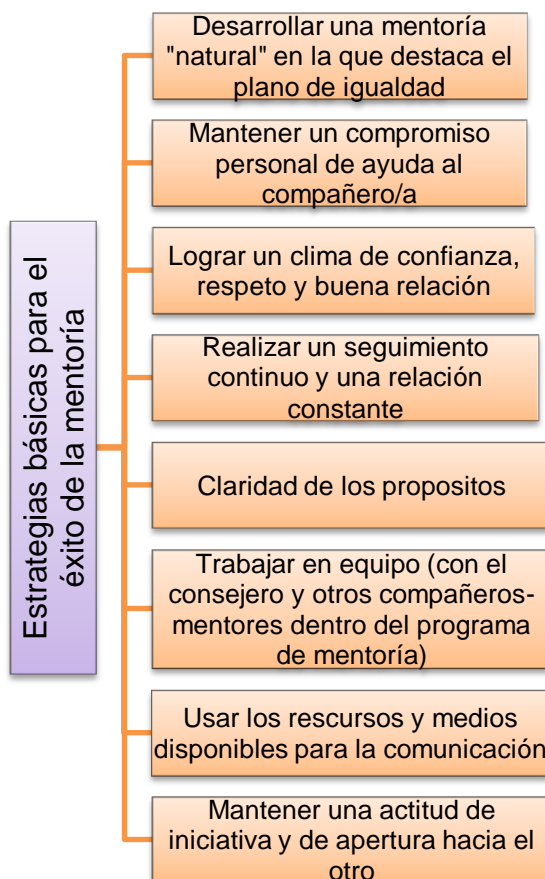 Estrategias básicas para el
éxito de la mentoría
Desarrollar una mentoría
"natural" en la que destaca el
plano de igualdad
Mantener un compromiso
personal de ayuda al
compañero/a
Lograr un clima de confianza,
respeto y buena relación
Realizar un seguimiento
continuo y una relación
constante
Claridad de los propositos
Trabajar en equipo (con el
consejero y otros compañeros-
mentores dentro del programa
de mentoría)
Usar los rescursos y medios
disponibles para la comunicación
Mantener una actitud de
iniciativa y de apertura hacia el
otro